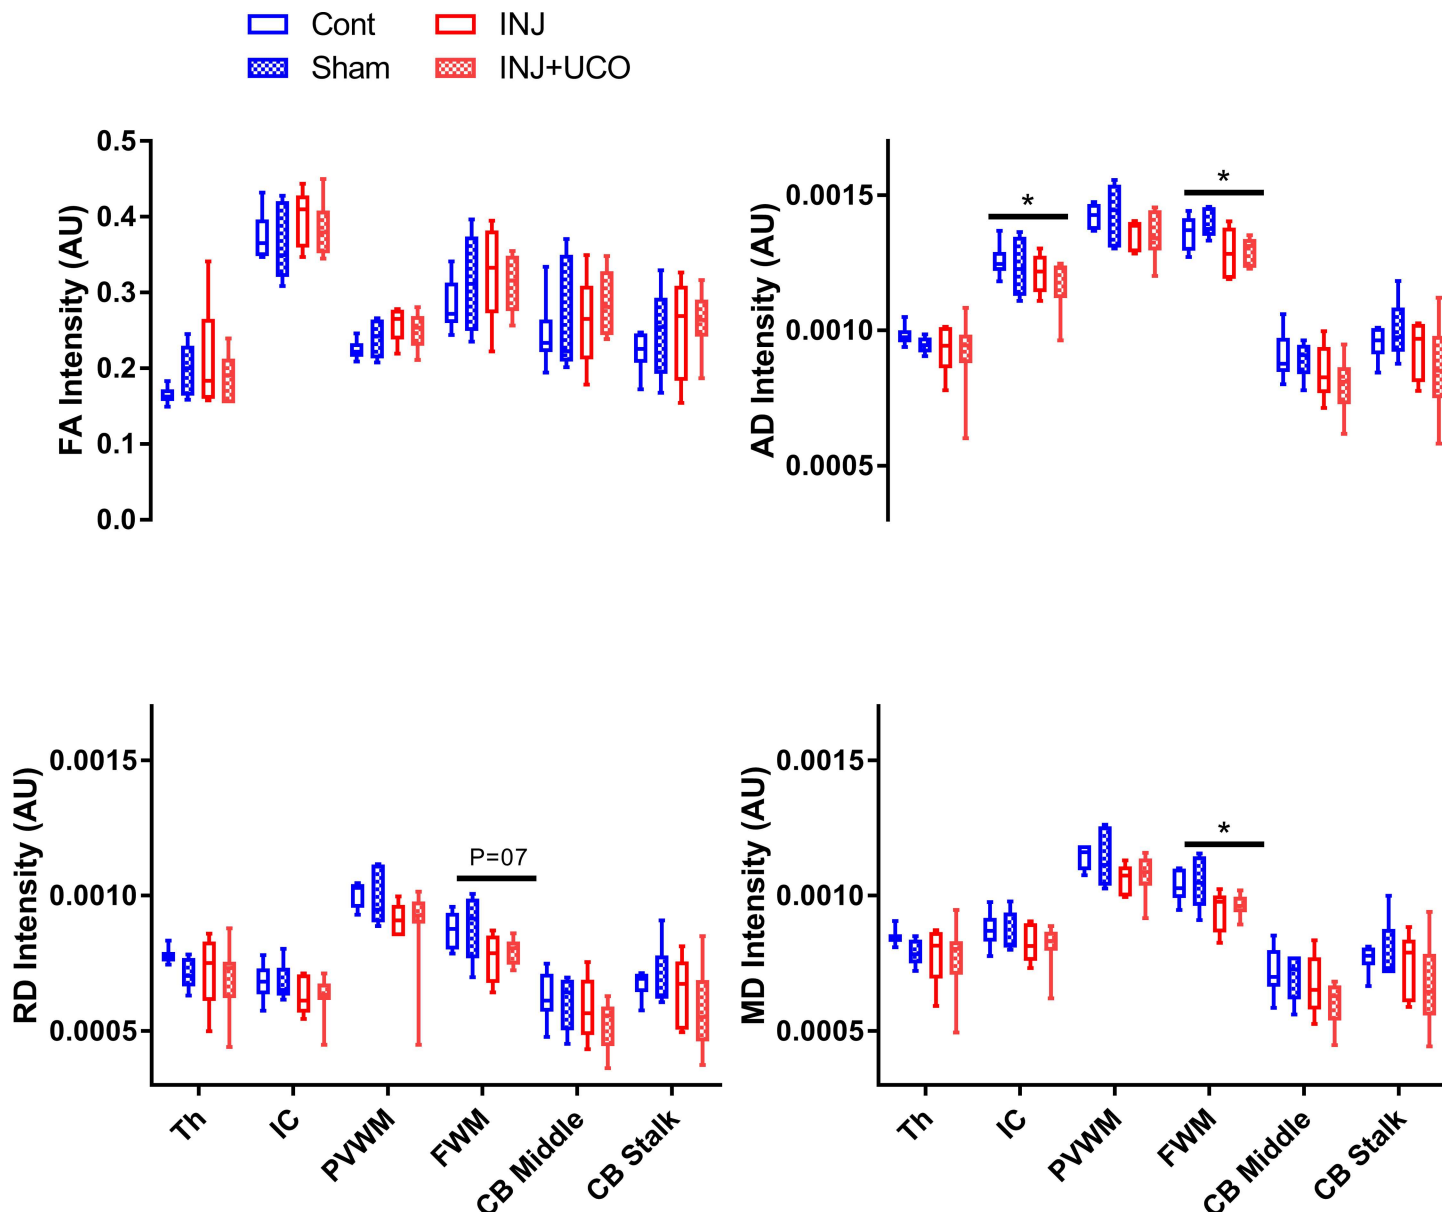 Cont INJ
Sham INJ+UCO
FA Intensity (AU)
0.5
0.4
0.3
0.2
0.1
0.0
AD Intensity (AU)
0.0015
0.0010
0.0005
*
*
RD Intensity (AU)
0.0015
0.0010
0.0005
P=07
Th
IC
PVWM
FWM
CB Middle
CB Stalk
MD Intensity (AU)
0.0015
0.0010
0.0005
*
Th
IC
PVWM
FWM
CB Middle
CB Stalk